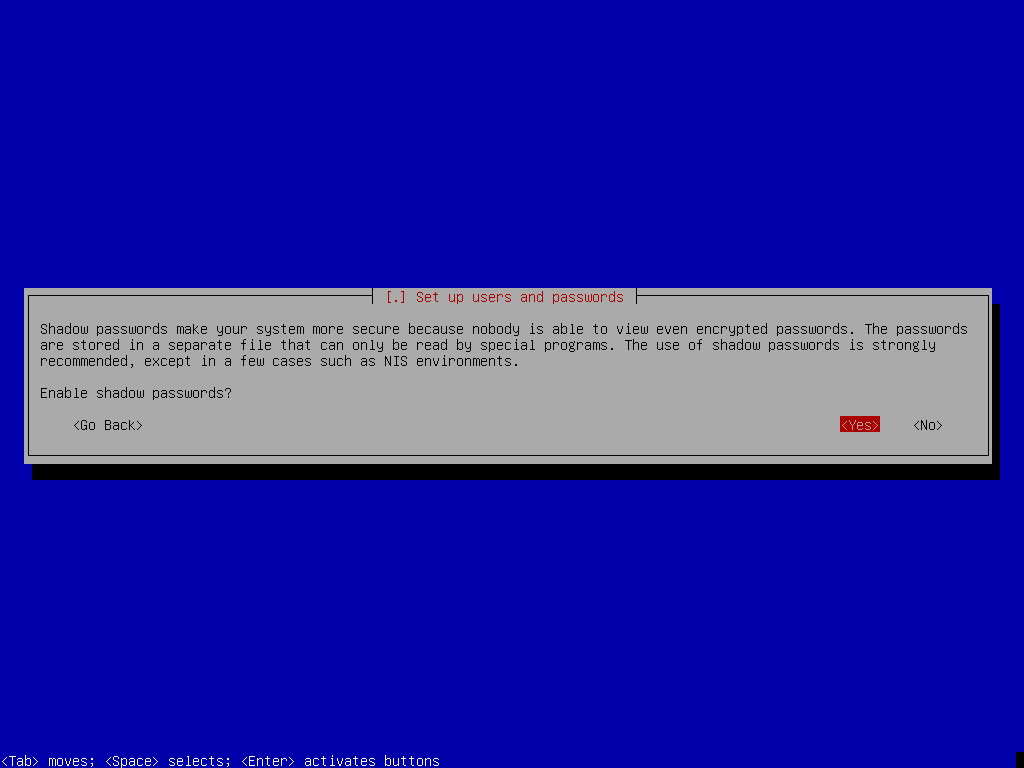 [.] Set up users and passwords
Shadow passwords make your system more secure because nobody is able to view even encrypted passwords. The passwords
are stored in a separate file that can only be read by special programs. The use of shadow passwords is strongly
recommended, except in a few cases such as NIS environments.
Enable shadow passwords?
<Go Back> <Yes> <No>
<Tab> moves; <Space> selects; <Enter> activates buttons